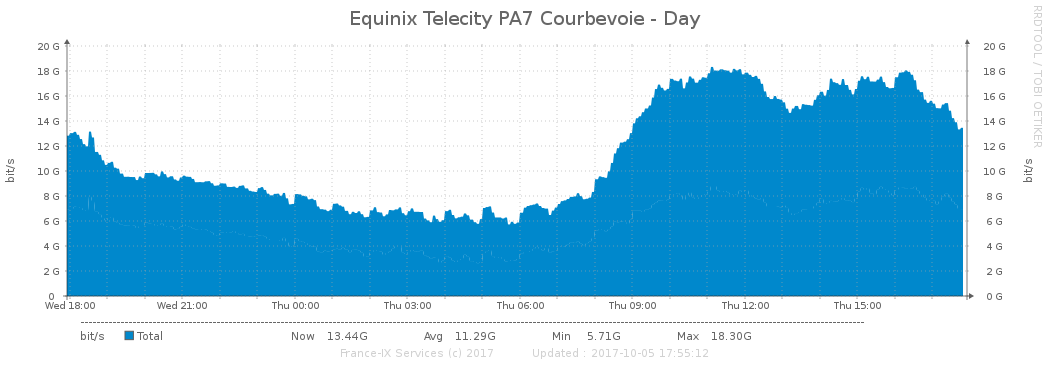 Equinix Telecity PA7 Courbevoie - Day
RRDTOOL / TOBI OETIKER
20 G 20 G
18 G 18 G
16 G 16 G
14 G 14 G
12 G 12 G
10 G 10 G
8 G 8 G
6 G 6 G
4 G 4 G
2 G 2 G
0 0 G
bit/s bit/s
Wed 18:00 Wed 21:00 Thu 00:00 Thu 03:00 Thu 06:00 Thu 09:00 Thu 12:00 Thu 15:00
bit/s Total Now 13.44G Avg 11.29G Min 5.71G Max 18.30G
France-IX Services (c) 2017 Updated : 2017-10-05 17:55:12